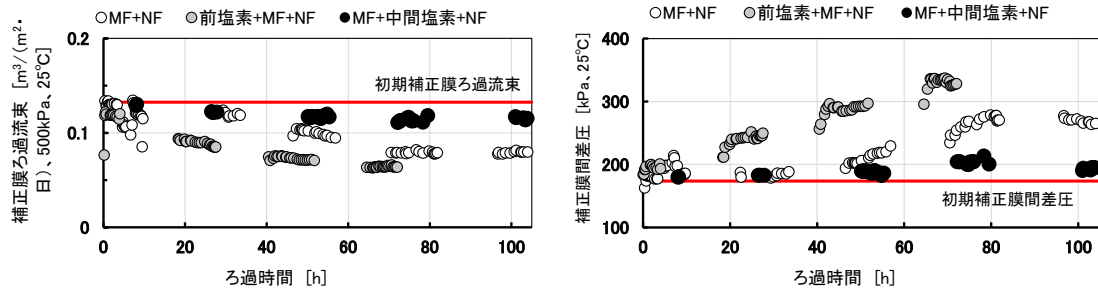 ○MF+NF ●前塩素+MF+NF ●MF+中間塩素+NF
補正膜ろ過流束 [m³/(m²・
日)、500kPa、25℃]
0.2
0.1
0
初期補正膜ろ過流束
0 20 40 60 80 100
ろ過時間 [h]
○MF+NF ●前塩素+MF+NF ●MF+中間塩素+NF
補正膜間差圧 [kPa、25℃]
400
300
200
100
初期補正膜間差圧
0 20 40 60 80 100
ろ過時間 [h]